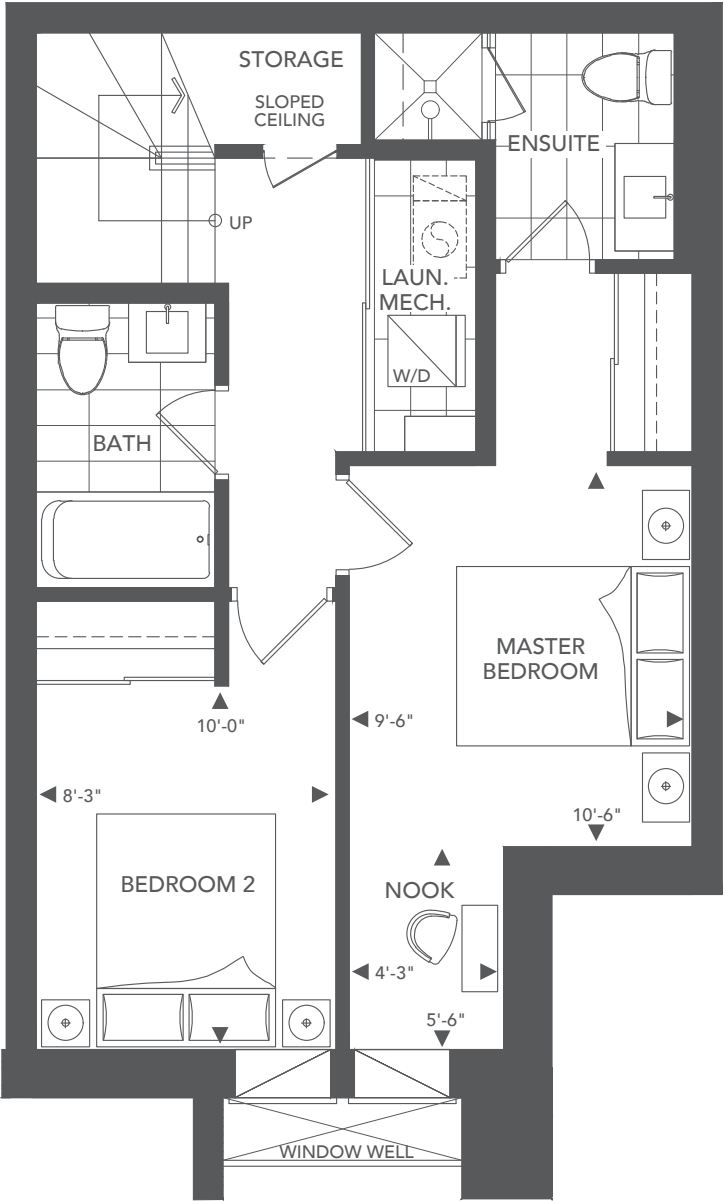 STORAGE
SLOPED
CEILING
ENSUITE
UP
LAUN.
MECH.
W/D
BATH
MASTER
BEDROOM
10'-0"
9'-6"
8'-3"
10'-6"
BEDROOM 2
NOOK
4'-3"
5'-6"
WINDOW WELL